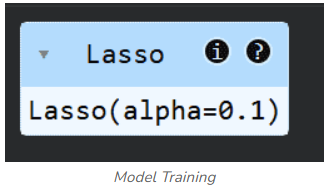 Lasso i ?
Lasso(alpha=0.1)
Model Training